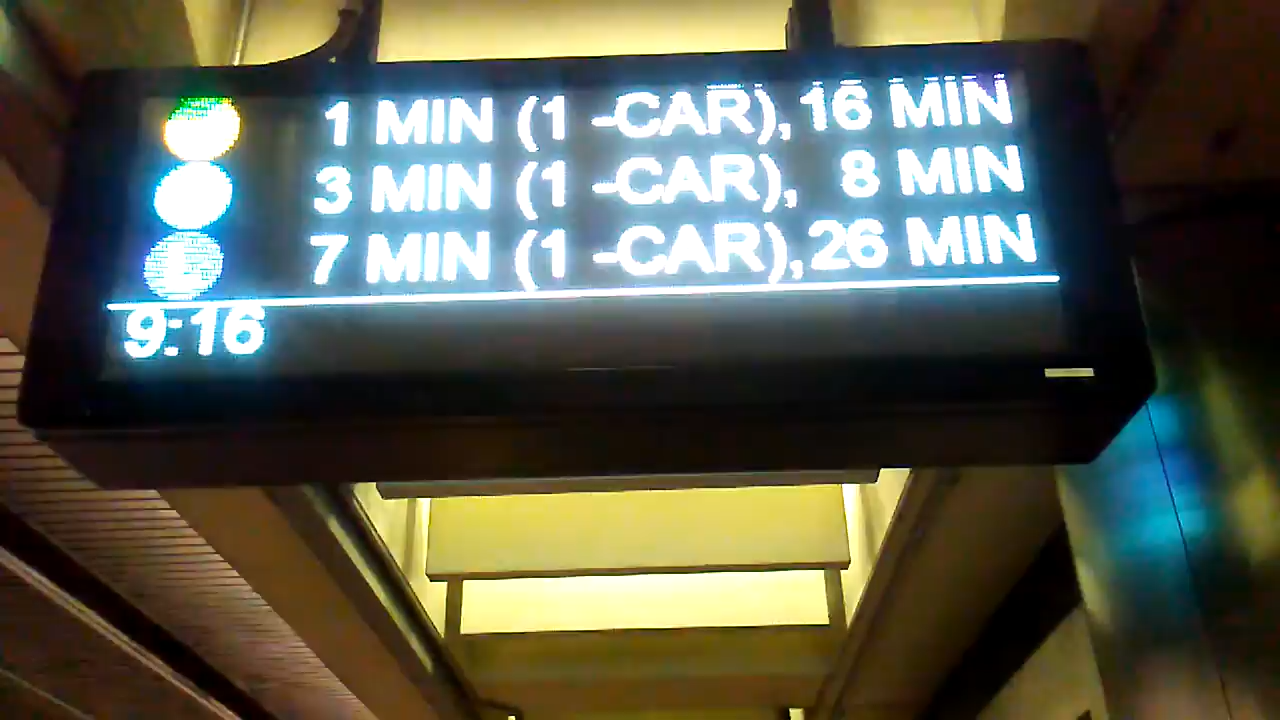 1 MIN (1 -CAR), 16 MIN
3 MIN (1 -CAR), 8 MIN
7 MIN (1 -CAR), 26 MIN
9:16